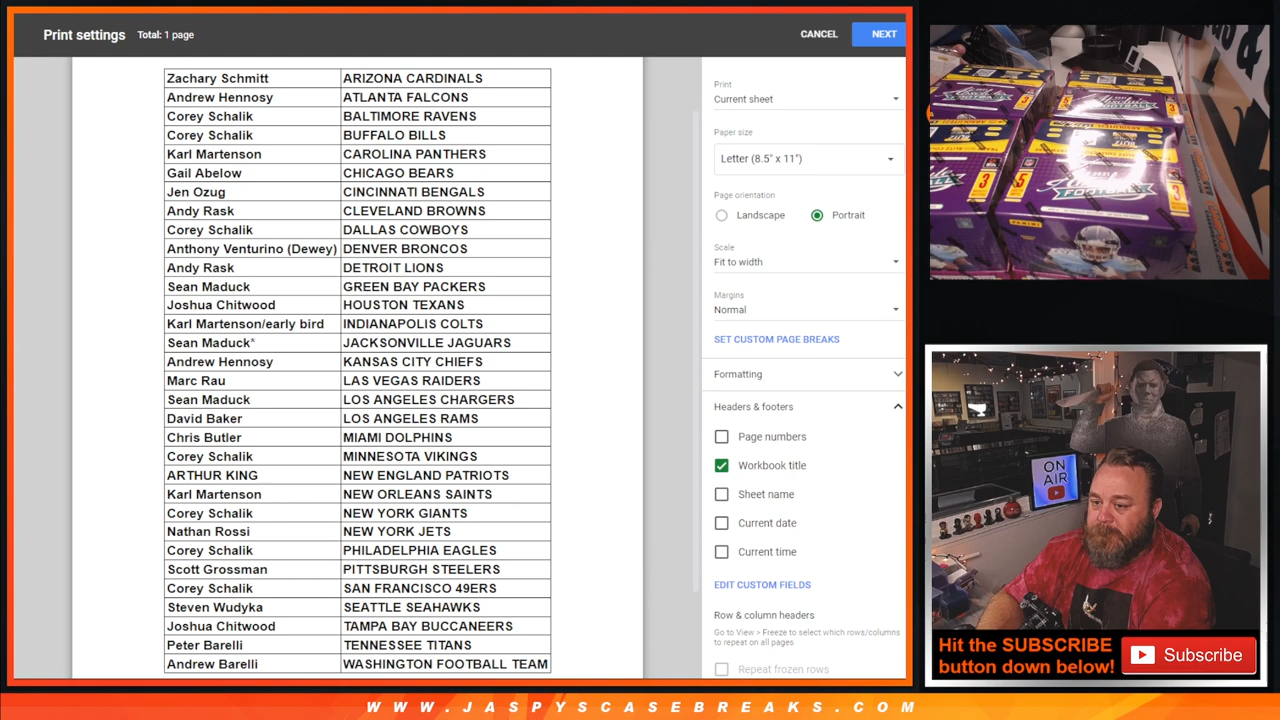 Print settings Total: 1 page
CANCEL NEXT
Zachary Schmitt ARIZONA CARDINALS
Andrew Hennosy ATLANTA FALCONS
Corey Schalik BALTIMORE RAVENS
Corey Schalik BUFFALO BILLS
Karl Martenson CAROLINA PANTHERS
Gail Abelow CHICAGO BEARS
Jen Ozug CINCINNATI BENGALS
Andy Rask CLEVELAND BROWNS
Corey Schalik DALLAS COWBOYS
Anthony Venturino (Dewey) DENVER BRONCOS
Andy Rask DETROIT LIONS
Sean Maduck GREEN BAY PACKERS
Joshua Chitwood HOUSTON TEXANS
Karl Martenson/early bird INDIANAPOLIS COLTS
Sean Maduck* JACKSONVILLE JAGUARS
Andrew Hennosy KANSAS CITY CHIEFS
Marc Rau LAS VEGAS RAIDERS
Sean Maduck LOS ANGELES CHARGERS
David Baker LOS ANGELES RAMS
Chris Butler MIAMI DOLPHINS
Corey Schalik MINNESOTA VIKINGS
ARTHUR KING NEW ENGLAND PATRIOTS
Karl Martenson NEW ORLEANS SAINTS
Corey Schalik NEW YORK GIANTS
Nathan Rossi NEW YORK JETS
Corey Schalik PHILADELPHIA EAGLES
Scott Grossman PITTSBURGH STEELERS
Corey Schalik SAN FRANCISCO 49ERS
Steven Wudyka SEATTLE SEAHAWKS
Joshua Chitwood TAMPA BAY BUCCANEERS
Peter Barelli TENNESSEE TITANS
Andrew Barelli WASHINGTON FOOTBALL TEAM
Print
Current sheet
Paper size
Letter (8.5" x 11")
Page orientation
Landscape Portrait
Scale
Fit to width
Margins
Normal
SET CUSTOM PAGE BREAKS
Formatting
Headers & footers
Page numbers
Workbook title
Sheet name
Current date
Current time
EDIT CUSTOM FIELDS
Row & column headers
Go to View > Freeze to select which rows/columns
to repeat on all pages
Repeat frozen rows
FOOTBALL
3
5
PANINI
ON
AIR
Hit the SUBSCRIBE
button down below!
Subscribe
WWW.JASPYSCASEBREAKS.COM